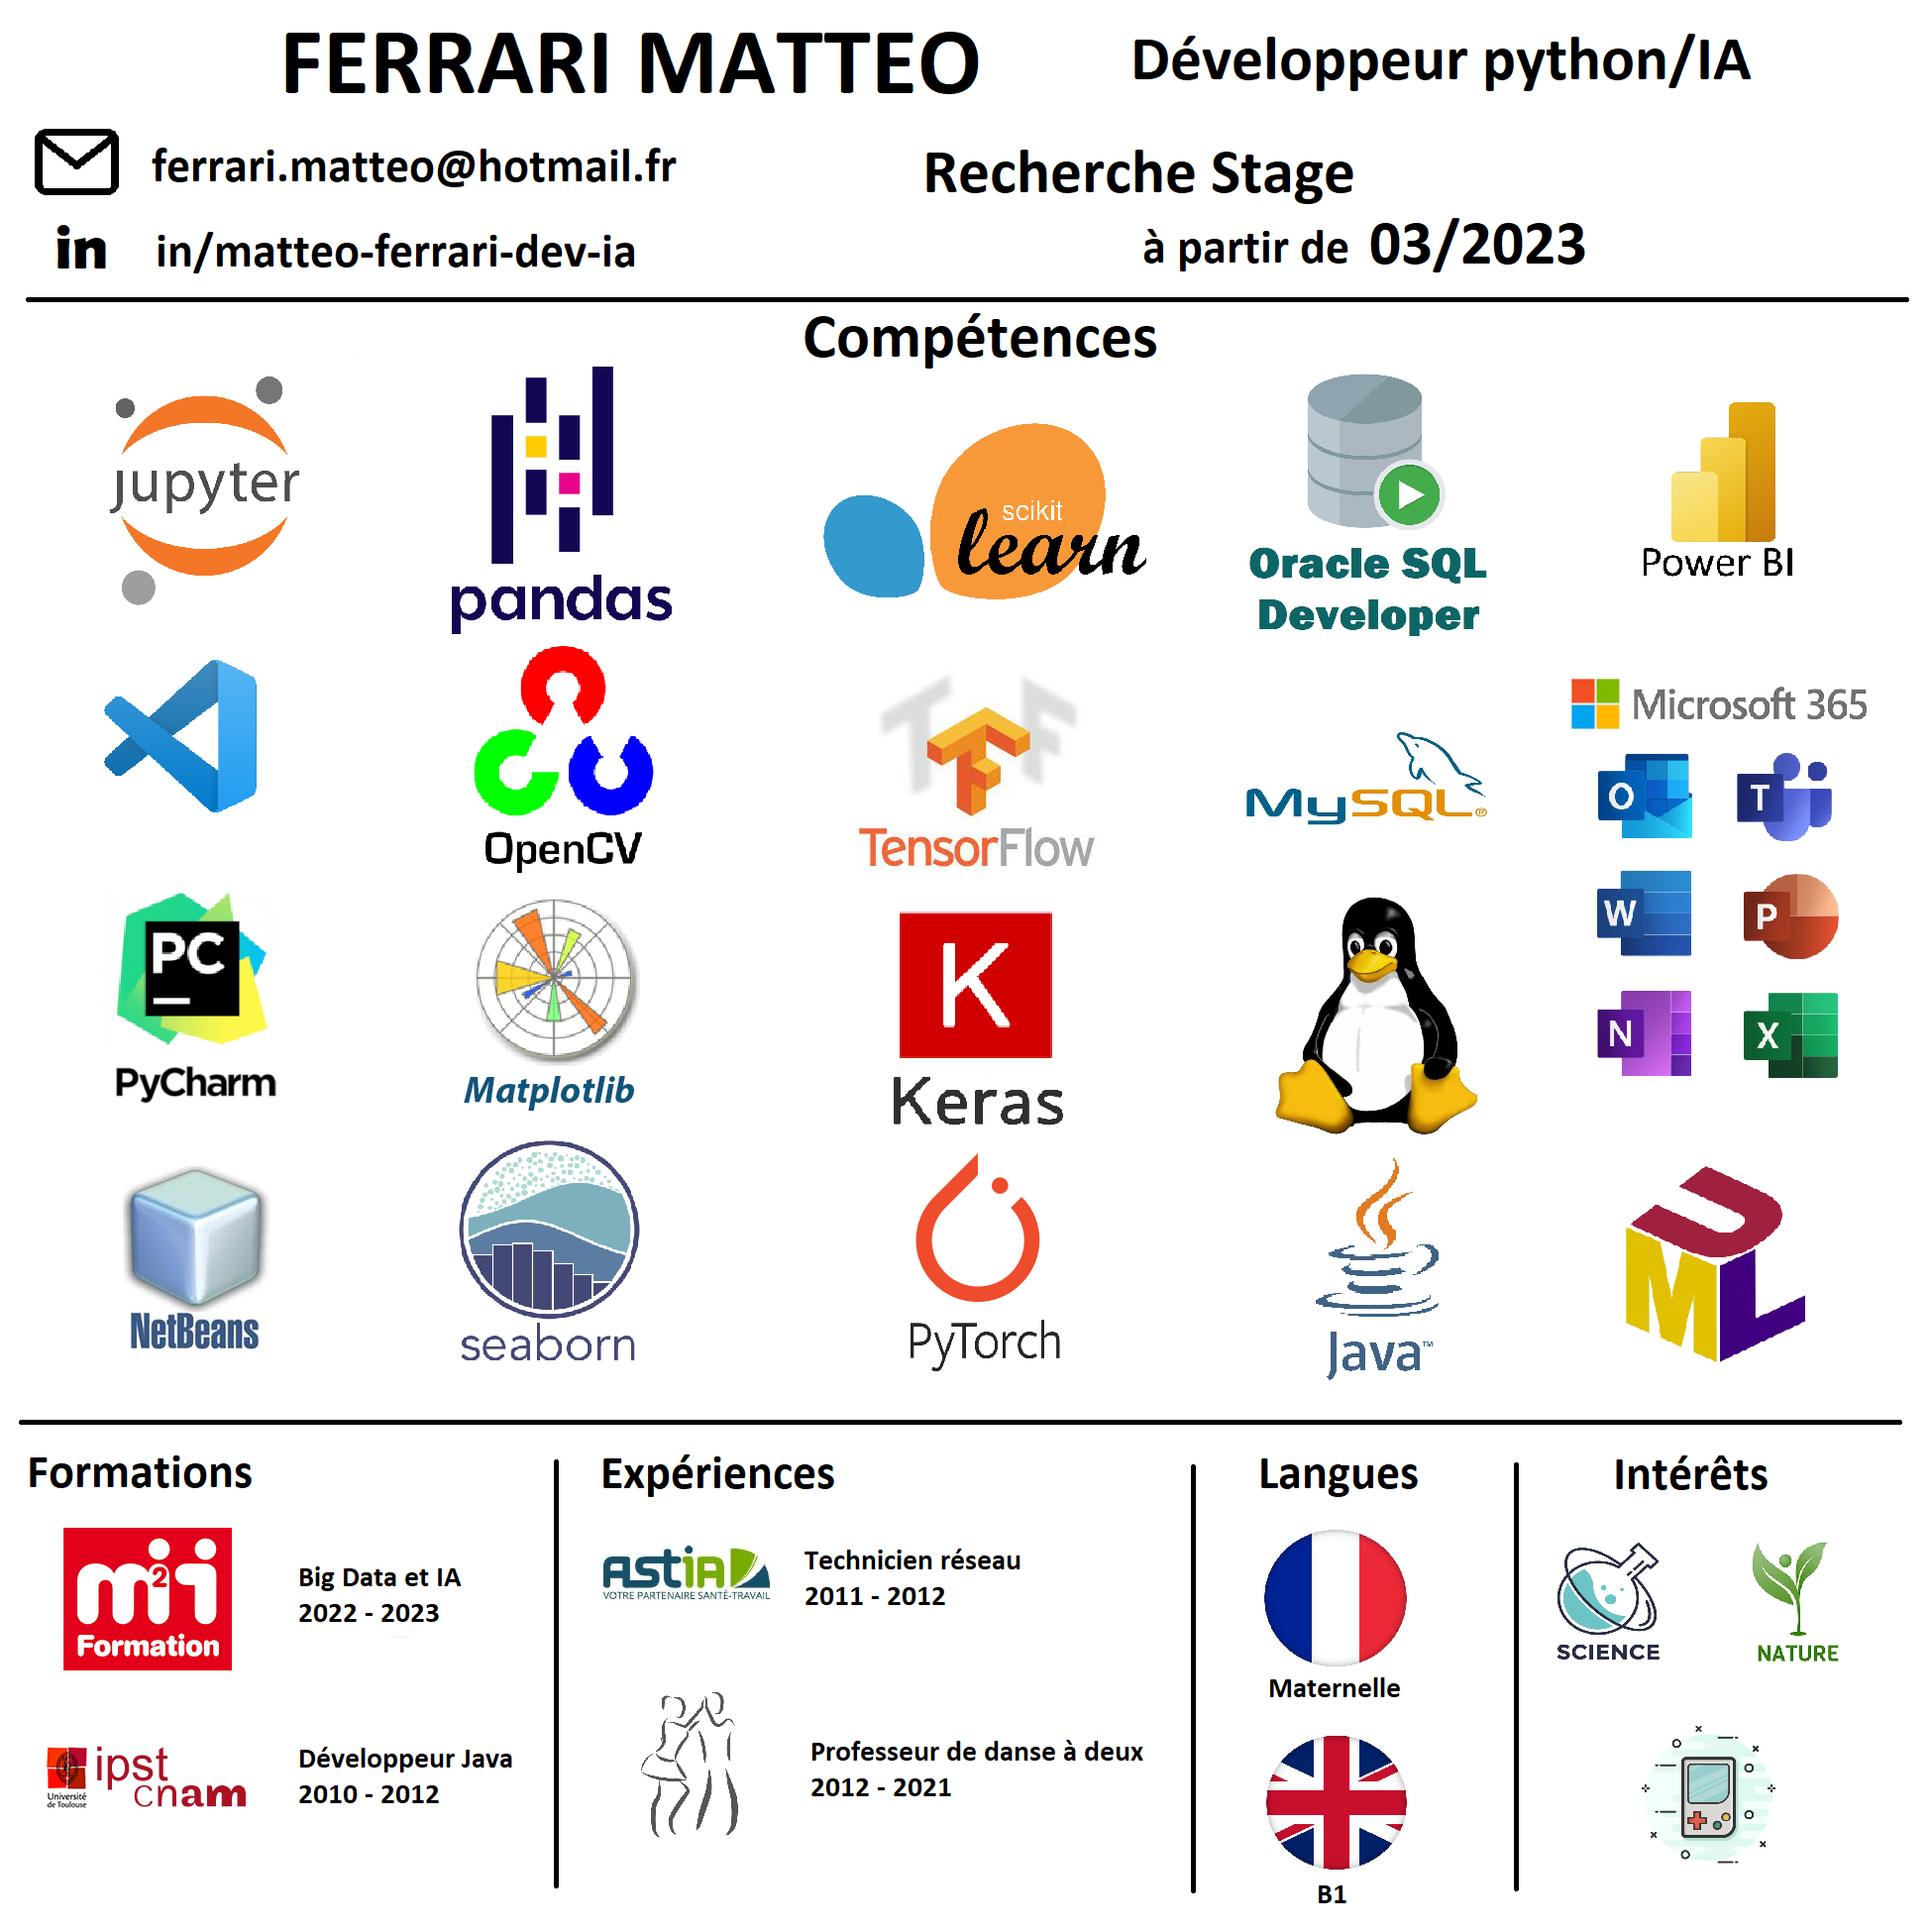 FERRARI MATTEO
Développeur python/IA
ferrari.matteo@hotmail.fr
Recherche Stage
in in/matteo-ferrari-dev-ia
à partir de 03/2023
Compétences
jupyter
pandas
scikit
learn
Oracle SQL
Developer
Power BI
OpenCV
TF
TensorFlow
MySQL®
Microsoft 365
O
T
W
P
N
X
PC
PyCharm
Matplotlib
K
Keras
NetBeans
seaborn
PyTorch
Java™
UML
Formations
m2i
Formation
Big Data et IA
2022 - 2023
ipst
cnam
Université
de Toulouse
Développeur Java
2010 - 2012
Expériences
ASTIA
VOTRE PARTENAIRE SANTÉ-TRAVAIL
Technicien réseau
2011 - 2012
Professeur de danse à deux
2012 - 2021
Langues
Maternelle
B1
Intérêts
SCIENCE
NATURE